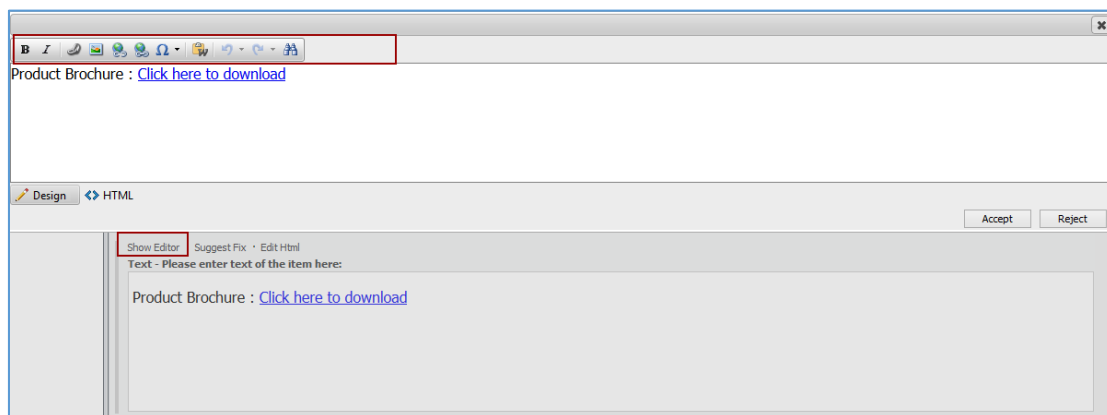 B I Ω
Product Brochure : Click here to download
Design <> HTML
Accept Reject
Show Editor Suggest Fix · Edit Html
Text - Please enter text of the item here:
Product Brochure : Click here to download